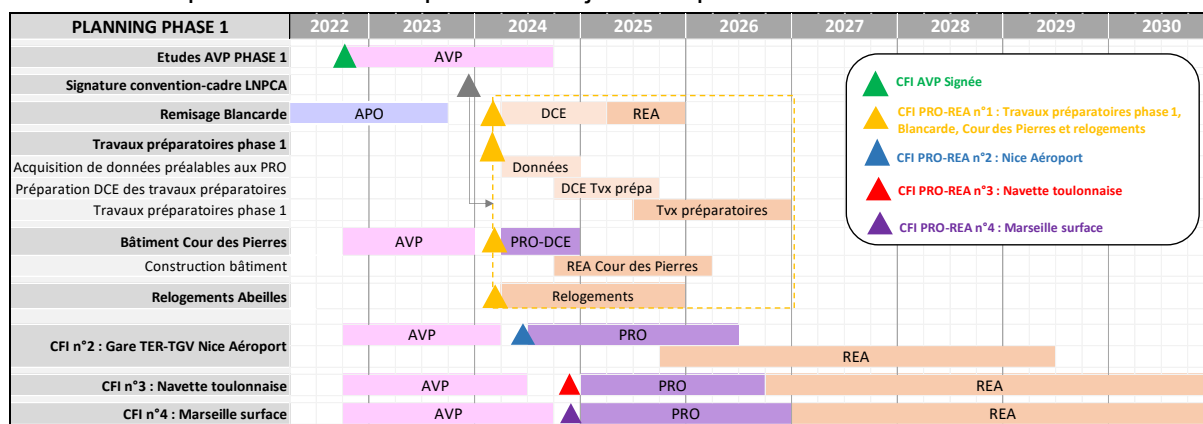 PLANNING PHASE 1 2022 2023 2024 2025 2026 2027 2028 2029 2030
Etudes AVP PHASE 1 AVP
Signature convention-cadre LNPCA
Remisage Blancarde APO DCE REA
Travaux préparatoires phase 1
Acquisition de données préalables aux PRO Données
Préparation DCE des travaux préparatoires DCE Tvx prépa
Travaux préparatoires phase 1 Tvx préparatoires
Bâtiment Cour des Pierres AVP PRO-DCE
Construction bâtiment REA Cour des Pierres
Relogements Abeilles Relogements
CFI n°2 : Gare TER-TGV Nice Aéroport AVP PRO
REA
CFI n°3 : Navette toulonnaise AVP PRO REA
CFI n°4 : Marseille surface AVP PRO REA
CFI AVP Signée
CFI PRO-REA n°1 : Travaux préparatoires phase 1,
Blancarde, Cour des Pierres et relogements
CFI PRO-REA n°2 : Nice Aéroport
CFI PRO-REA n°3 : Navette toulonnaise
CFI PRO-REA n°4 : Marseille surface